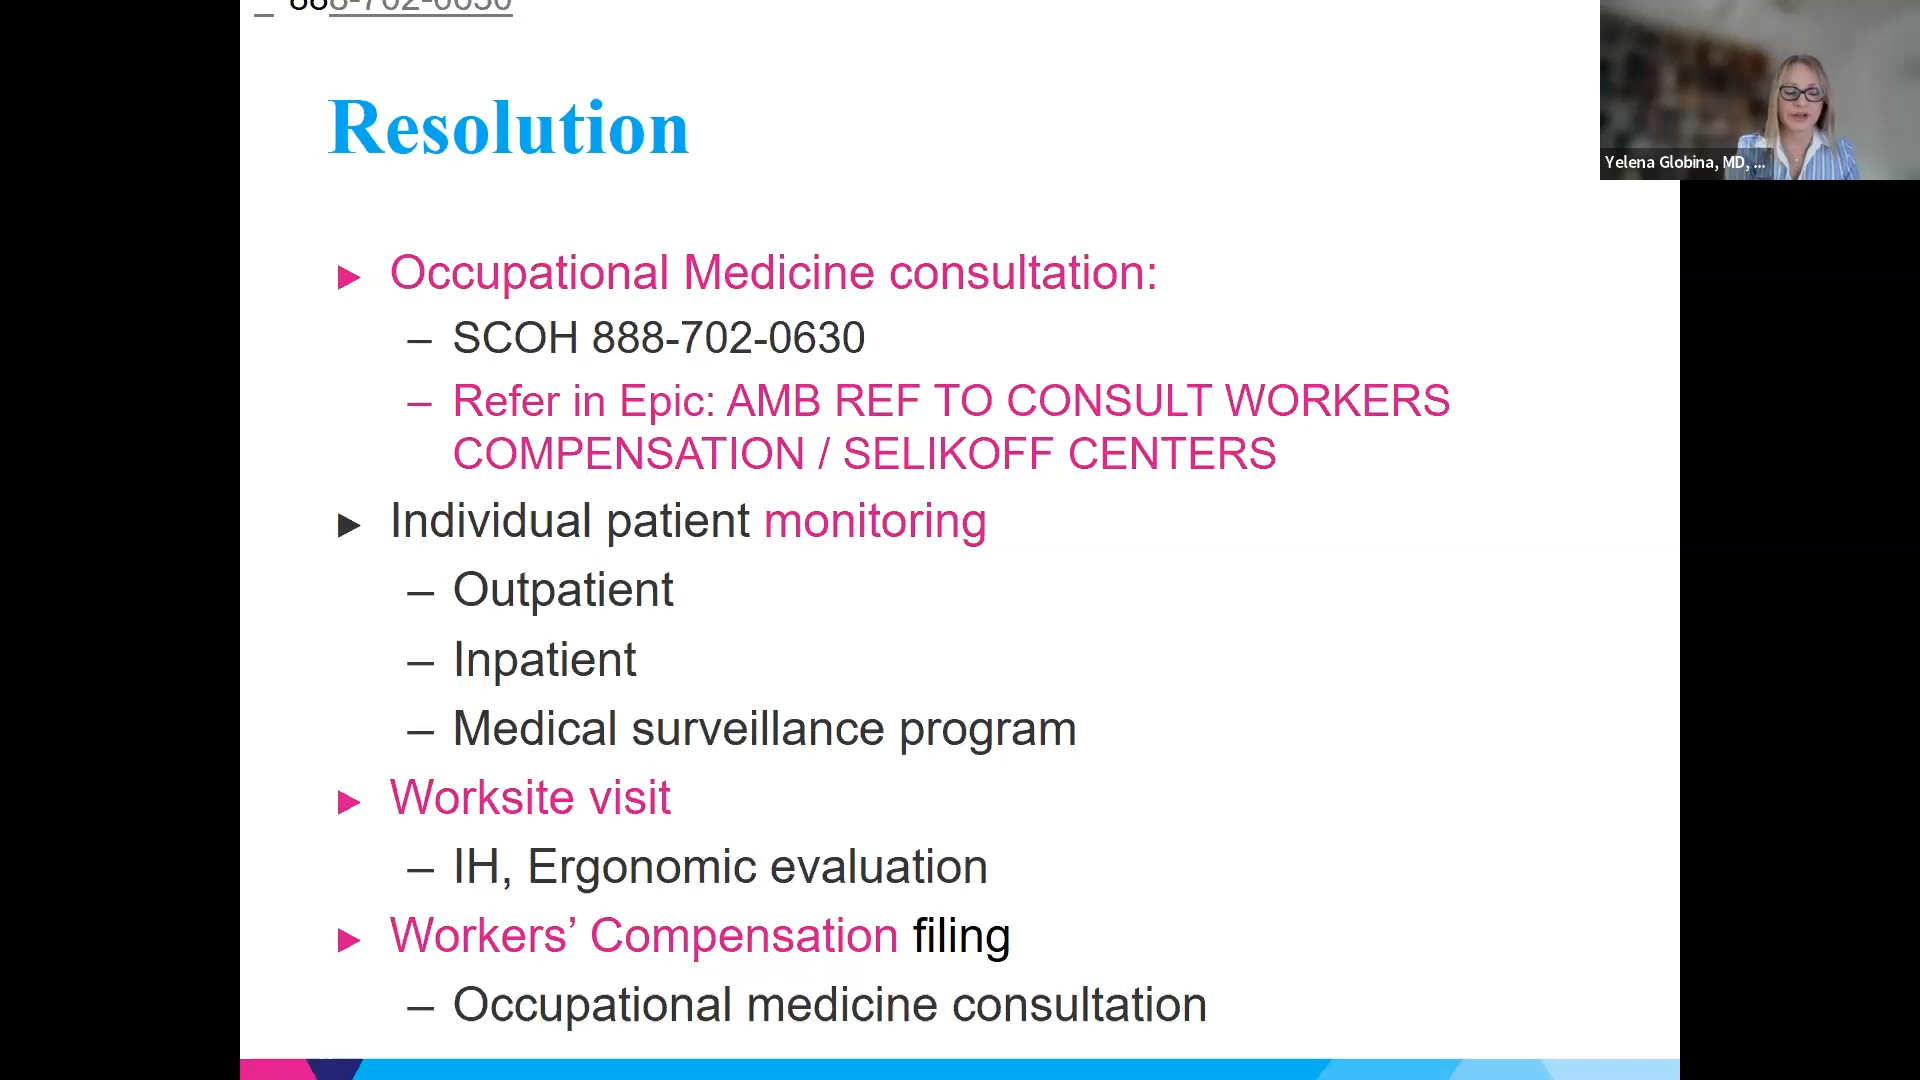 – 888-702-0630
Resolution
Yelena Globina, MD, ...
► Occupational Medicine consultation:
– SCOH 888-702-0630
– Refer in Epic: AMB REF TO CONSULT WORKERS
COMPENSATION / SELIKOFF CENTERS
► Individual patient monitoring
– Outpatient
– Inpatient
– Medical surveillance program
► Worksite visit
– IH, Ergonomic evaluation
► Workers’ Compensation filing
– Occupational medicine consultation